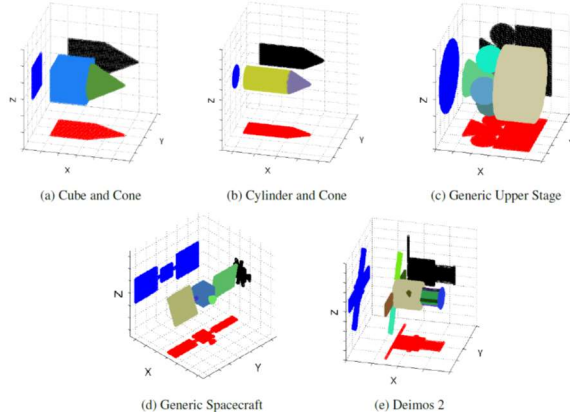 Z
X
Y
Z
X
Y
Z
X
Y
(a) Cube and Cone
(b) Cylinder and Cone
(c) Generic Upper Stage
Z
X
Y
Z
X
Y
(d) Generic Spacecraft
(e) Deimos 2